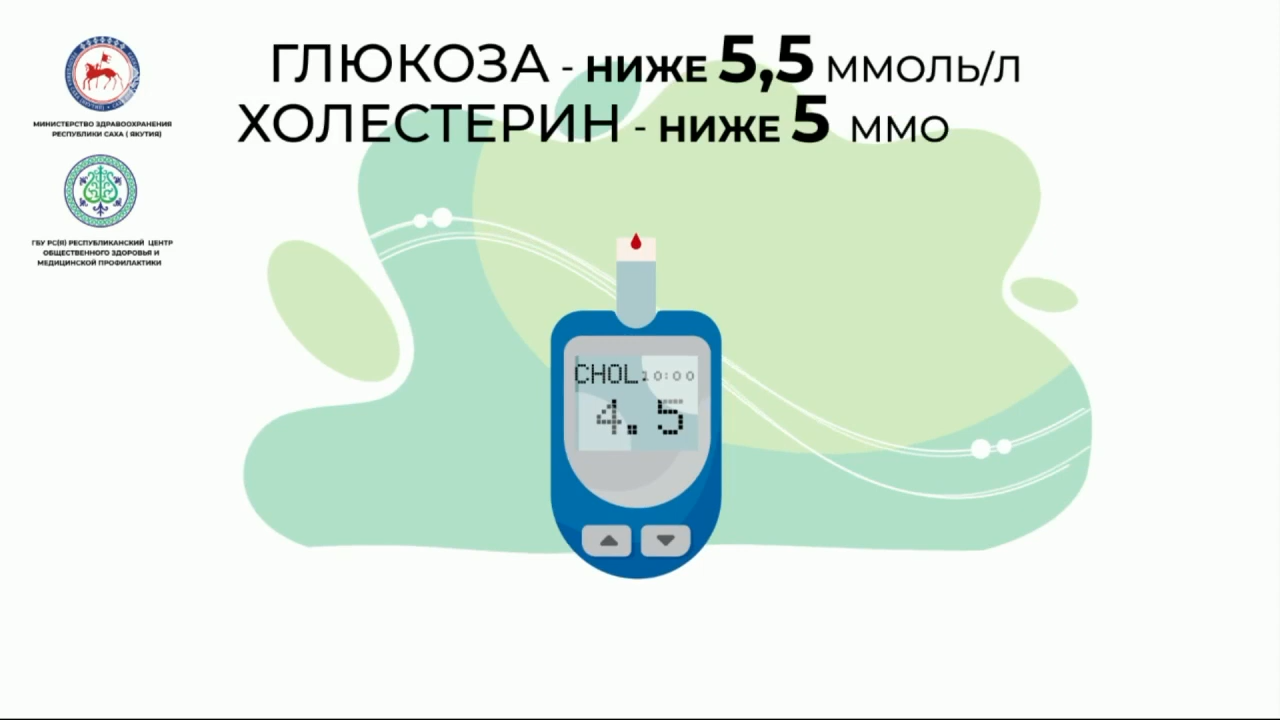 ГЛЮКОЗА - НИЖЕ 5,5 ММОЛЬ/Л
ХОЛЕСТЕРИН - НИЖЕ 5 ММО
МИНИСТЕРСТВО ЗДРАВООХРАНЕНИЯ
РЕСПУБЛИКИ САХА ( ЯКУТИЯ)
ГБУ РС(Я) РЕСПУБЛИКАНСКИЙ ЦЕНТР
ОБЩЕСТВЕННОГО ЗДОРОВЬЯ И
МЕДИЦИНСКОЙ ПРОФИЛАКТИКИ
CHOL 10:00
4.5